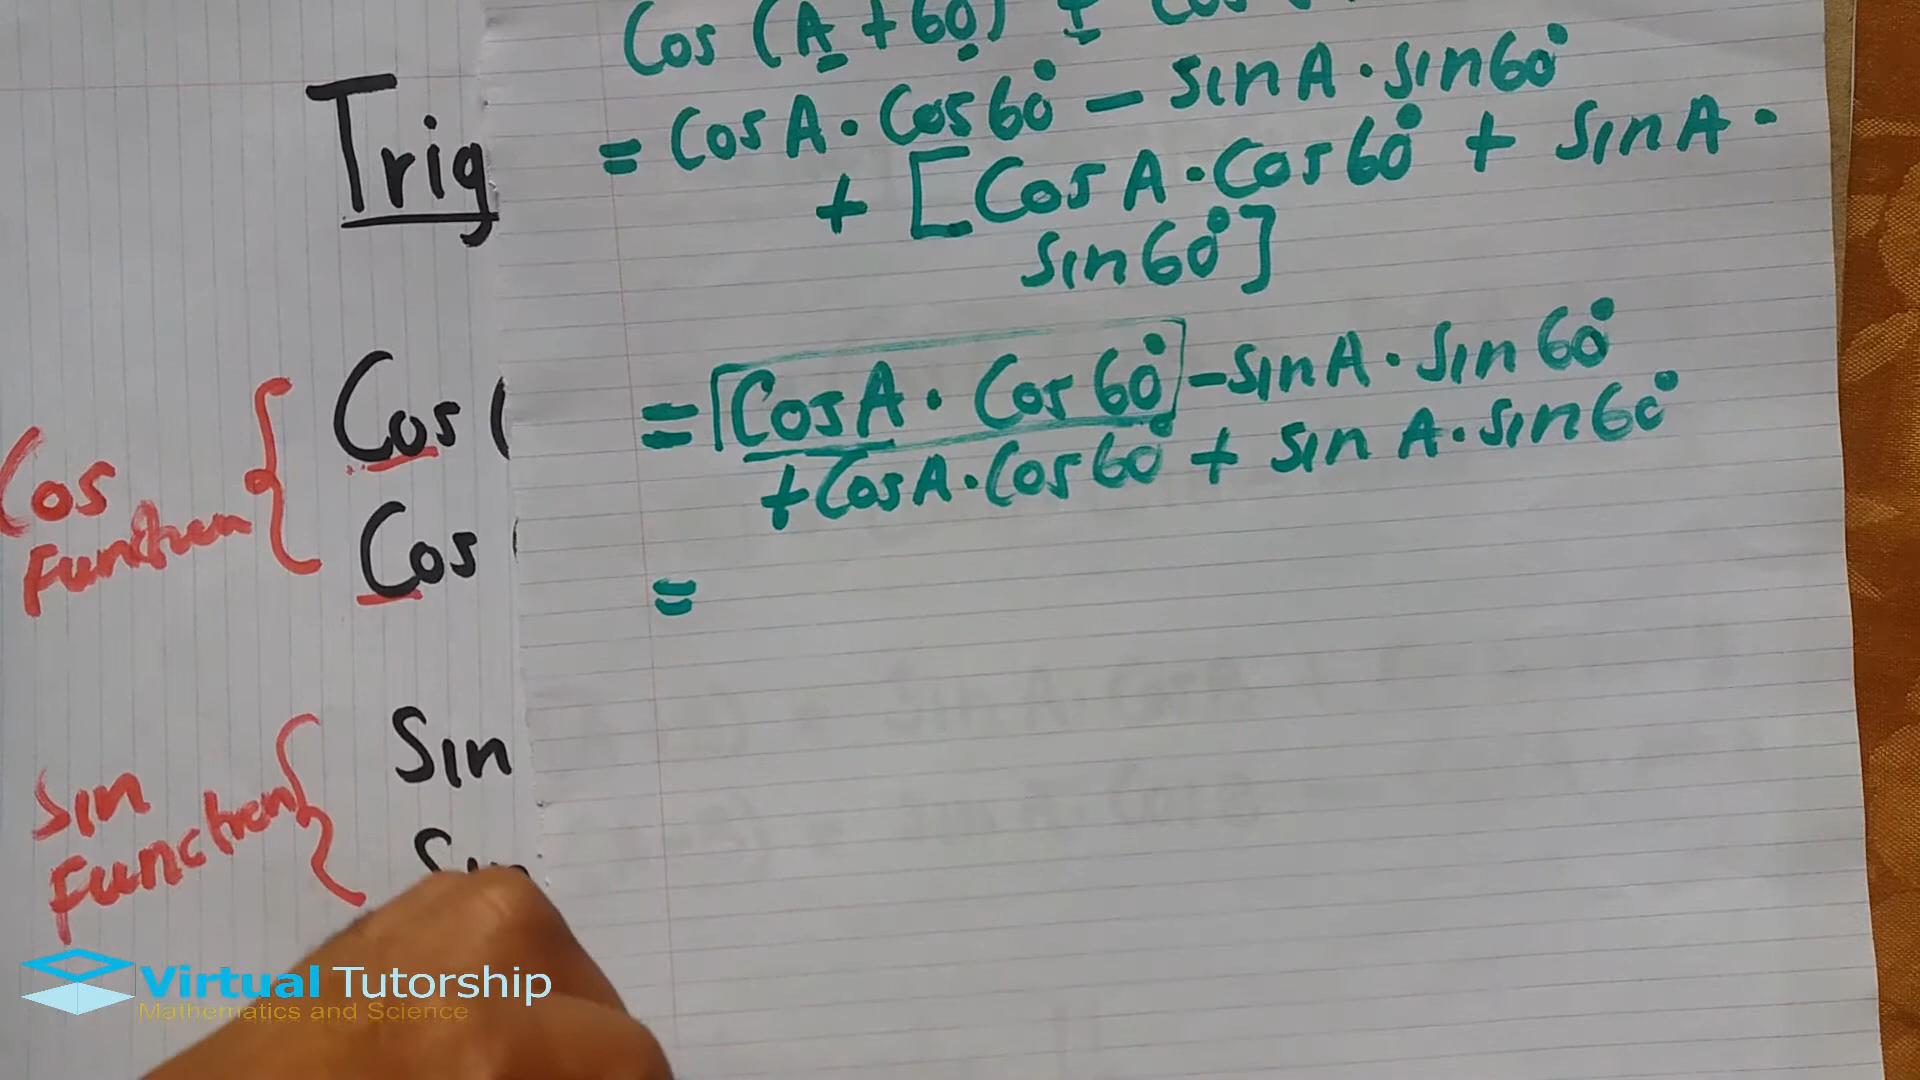 Trig
Cos (
Cos (
Cos
Function
Sin
Sin
Function
Cos (A + 60) + Cos (
= Cos A . Cos 60° - sin A . sin 60°
+ [Cos A . Cos 60° + sin A .
sin 60°]
= Cos A . Cos 60° - sin A . sin 60°
+ Cos A . Cos 60° + sin A . sin 60°
=
Virtual Tutorship
Mathematics and Science